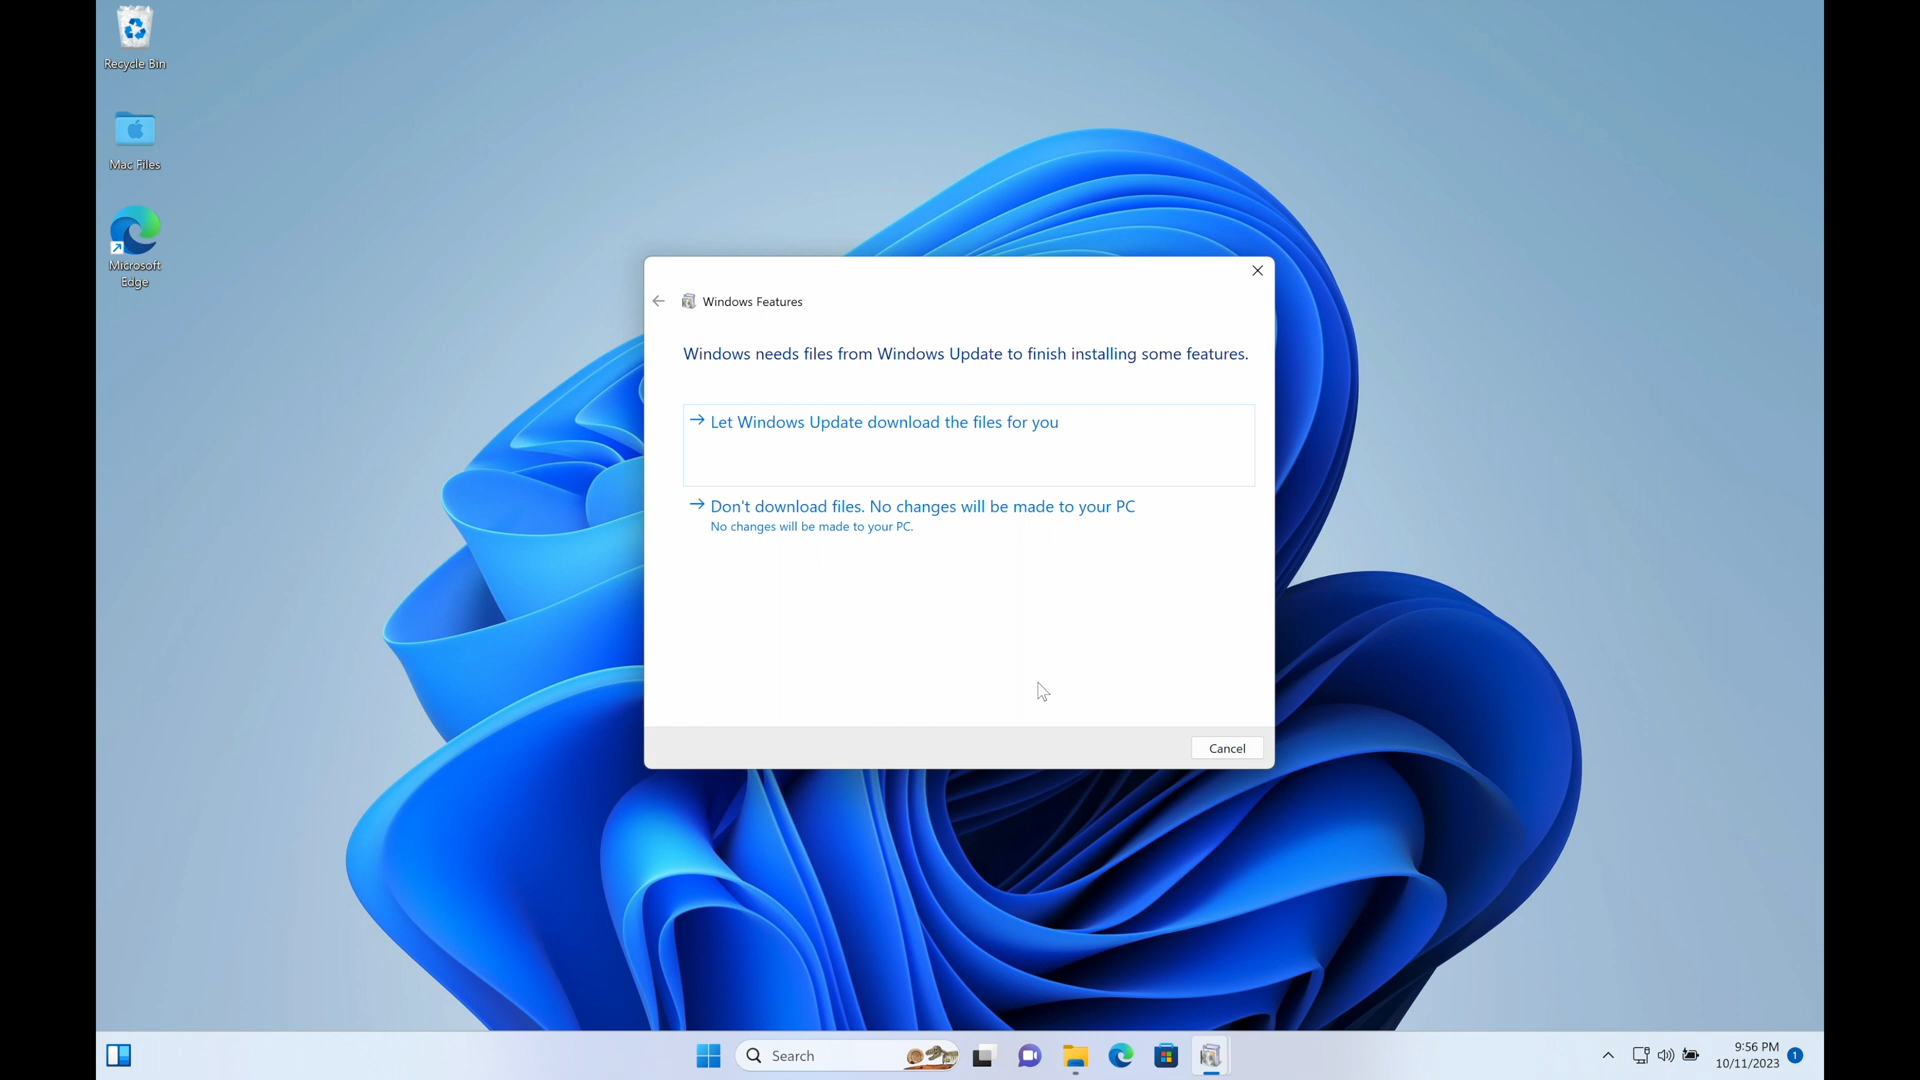 Recycle Bin
Mac Files
Microsoft
Edge
Windows Features
Windows needs files from Windows Update to finish installing some features.
Let Windows Update download the files for you
Don't download files. No changes will be made to your PC
No changes will be made to your PC.
Cancel
Search
9:56 PM
10/11/2023
1